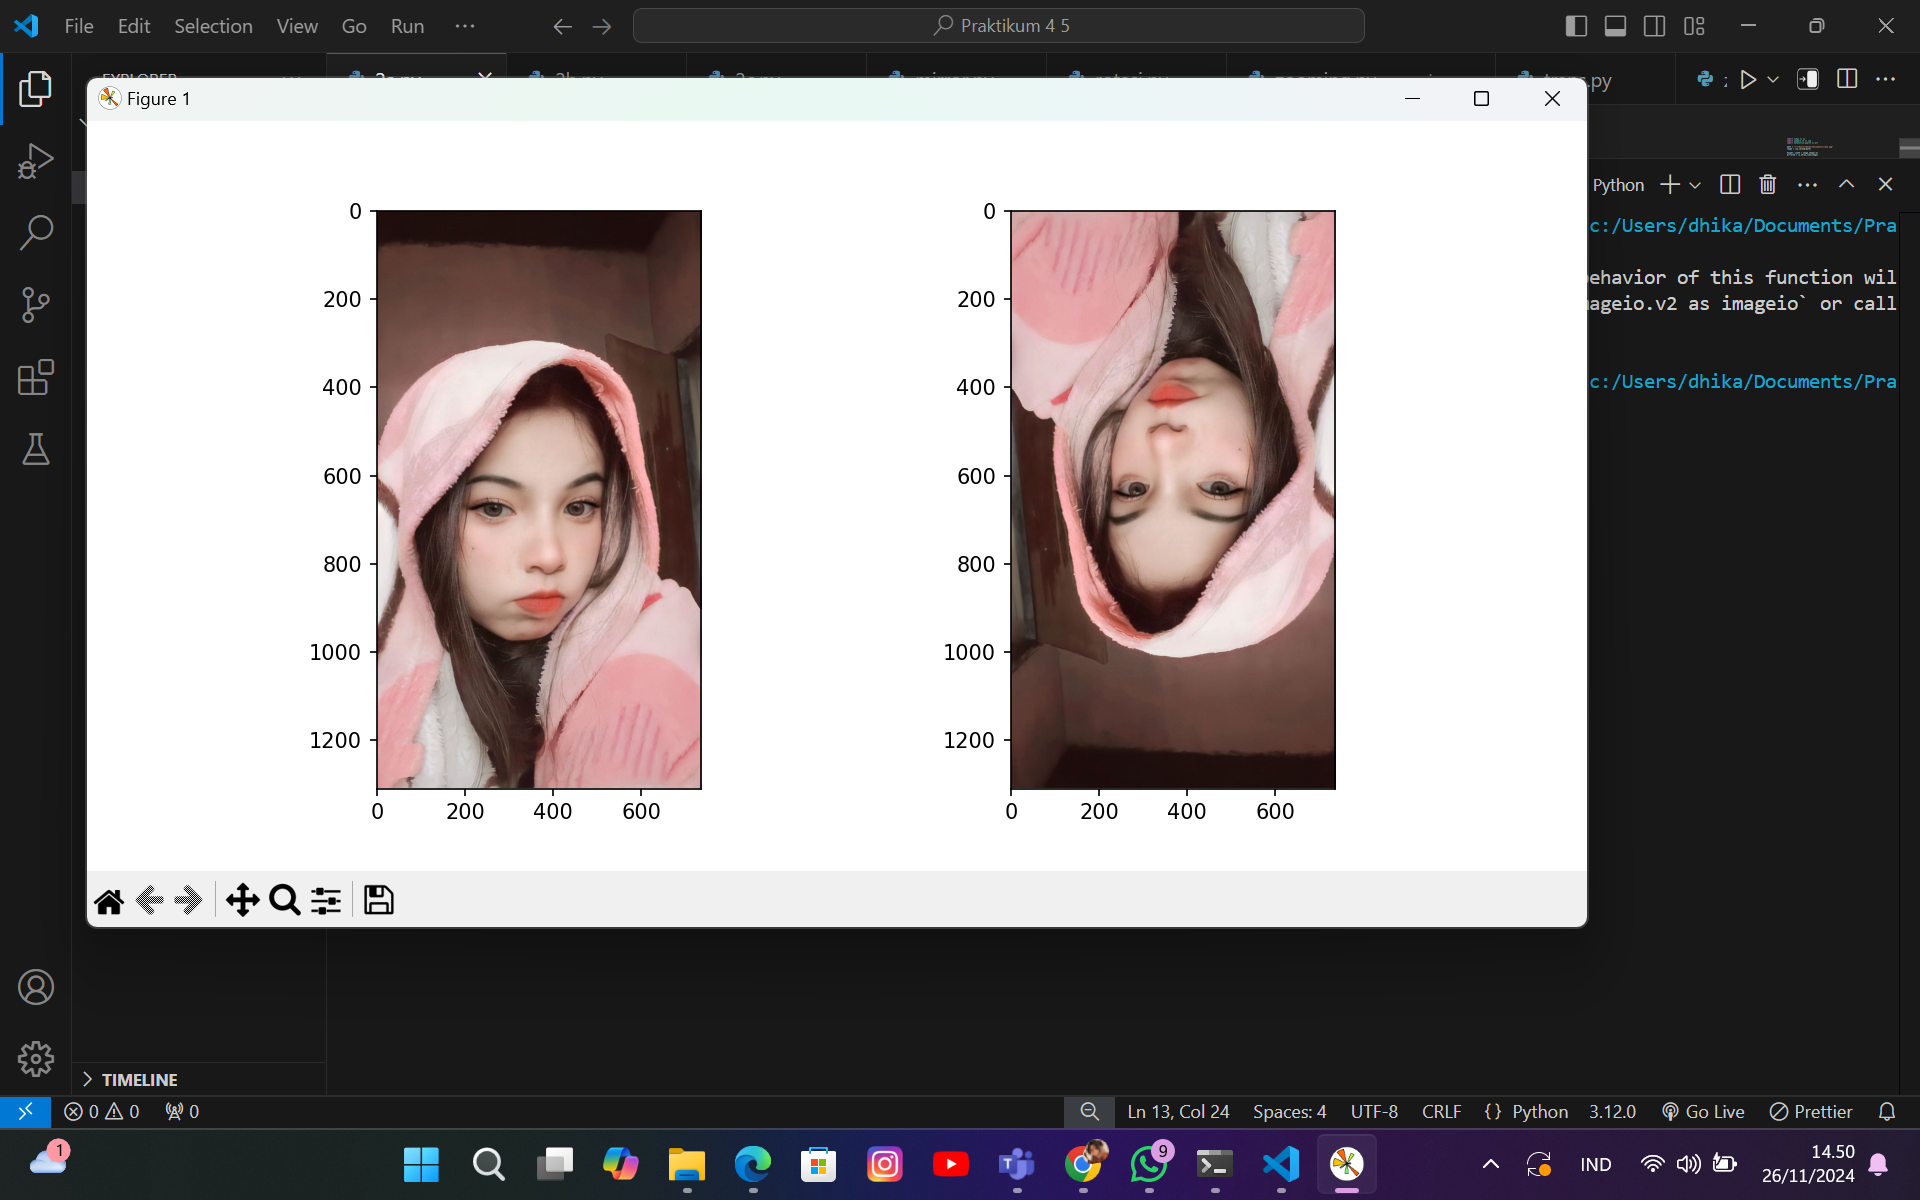 File Edit Selection View Go Run ···
Praktikum 4 5
trans.py
Figure 1
0
200
400
600
800
1000
1200
0 200 400 600
0
200
400
600
800
1000
1200
0 200 400 600
Python
c:/Users/dhika/Documents/Pra
ehavior of this function wil
ageio.v2 as imageio` or call
c:/Users/dhika/Documents/Pra
TIMELINE
0 0 0
Ln 13, Col 24 Spaces: 4 UTF-8 CRLF {} Python 3.12.0 Go Live Prettier
1
9
IND
14.50
26/11/2024